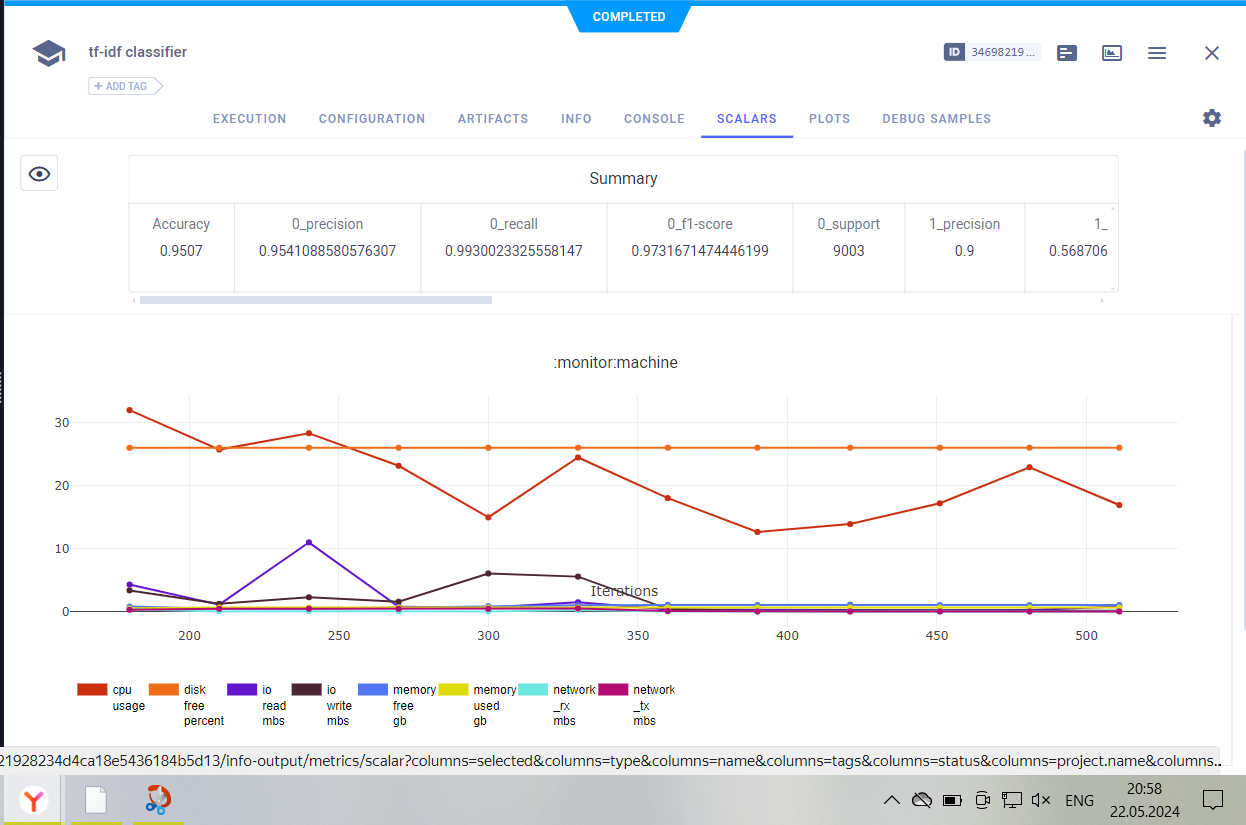 COMPLETED
tf-idf classifier
ID 34698219 ...
+ ADD TAG
EXECUTION CONFIGURATION ARTIFACTS INFO CONSOLE SCALARS PLOTS DEBUG SAMPLES
Summary
Accuracy 0_precision 0_recall 0_f1-score 0_support 1_precision 1_
0.9507 0.9541088580576307 0.9930023325558147 0.9731671474446199 9003 0.9 0.568706
:monitor:machine
30
20
10
0
Iterations
200 250 300 350 400 450 500
cpu usage
disk free percent
io read mbs
io write mbs
memory free gb
memory used gb
network _rx mbs
network _tx mbs
21928234d4ca18e5436184b5d13/info-output/metrics/scalar?columns=selected&columns=type&columns=name&columns=tags&columns=status&columns=project.name&columns...
ENG
20:58
22.05.2024